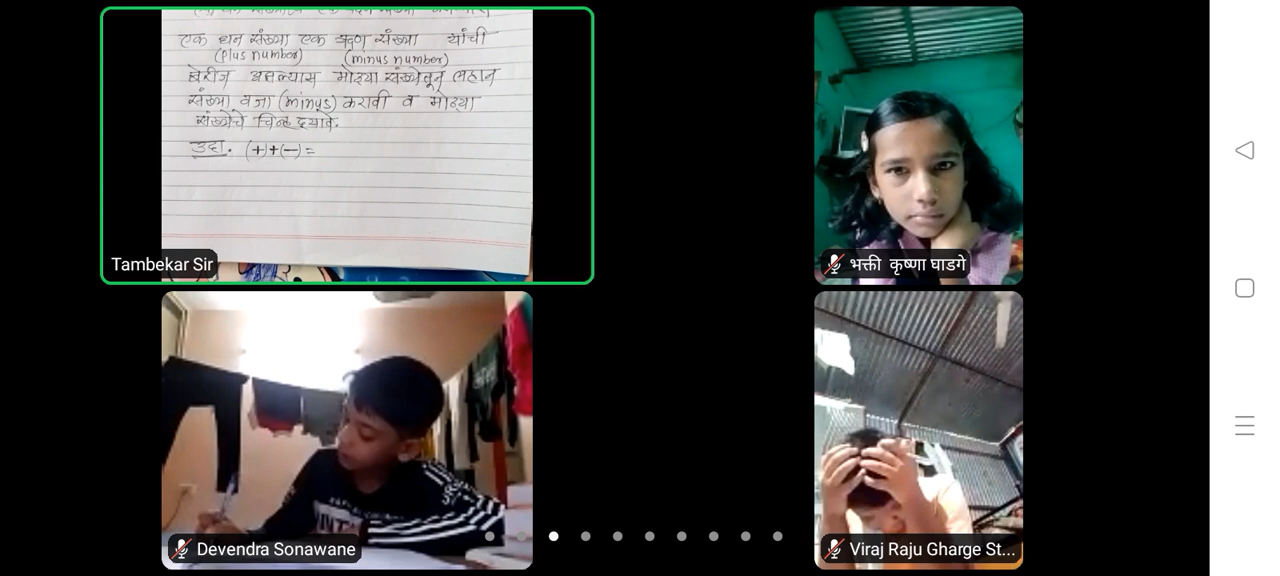 एक धन संख्या एक ऋण संख्या यांची
(plus number) (minus number)
बेरीज असल्यास मोठ्या संख्येतून लहान
संख्या वजा (minus) करावी व मोठ्या
संख्येचे चिन्ह द्यावे.
उदा. (+)+(-) =
Tambekar Sir
भक्ती कृष्णा घाडगे
Devendra Sonawane
Viraj Raju Gharge St...